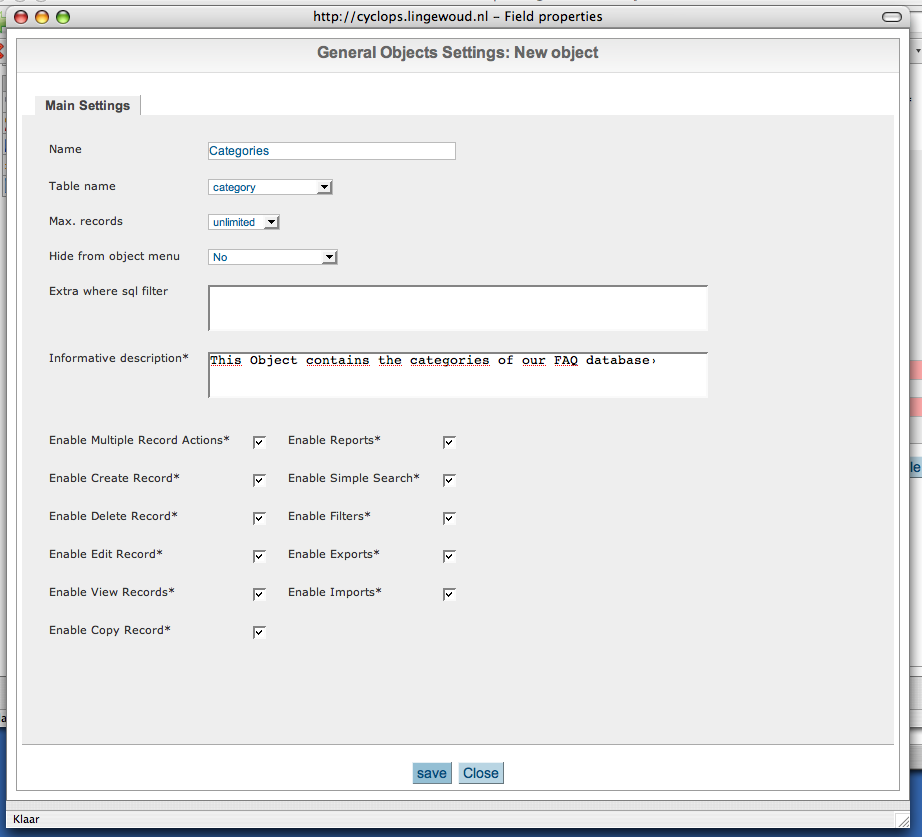 http://cyclops.lingewoud.nl – Field properties
General Objects Settings: New object
Main Settings
Name Categories
Table name category
Max. records unlimited
Hide from object menu No
Extra where sql filter
Informative description* This Object contains the categories of our FAQ database›
Enable Multiple Record Actions* Enable Reports*
Enable Create Record* Enable Simple Search*
Enable Delete Record* Enable Filters*
Enable Edit Record* Enable Exports*
Enable View Records* Enable Imports*
Enable Copy Record*
le
save Close
Klaar